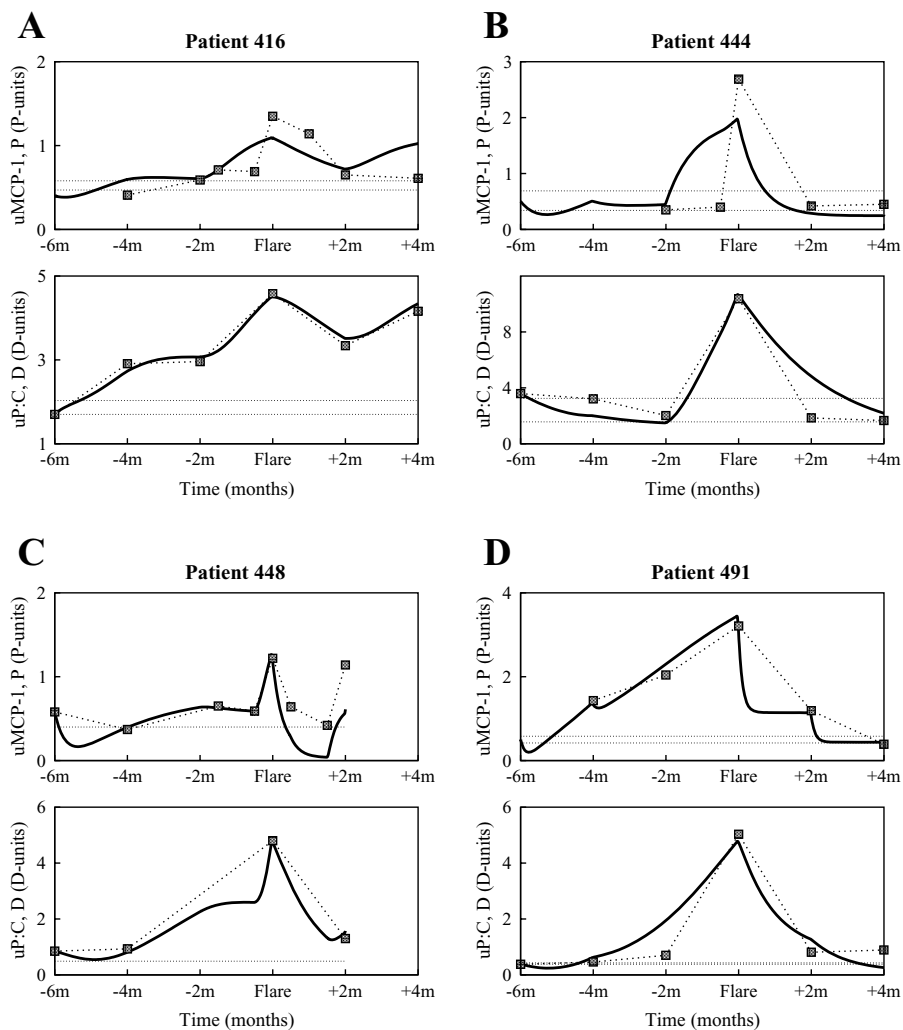 A
Patient 416
uMCP-1, P (P-units)
2
1
0
-6m -4m -2m Flare +2m +4m
uP:C, D (D-units)
5
3
1
-6m -4m -2m Flare +2m +4m
Time (months)
B
Patient 444
uMCP-1, P (P-units)
3
2
1
0
-6m -4m -2m Flare +2m +4m
uP:C, D (D-units)
8
4
0
-6m -4m -2m Flare +2m +4m
Time (months)
C
Patient 448
uMCP-1, P (P-units)
2
1
0
-6m -4m -2m Flare +2m +4m
uP:C, D (D-units)
6
4
2
0
-6m -4m -2m Flare +2m +4m
Time (months)
D
Patient 491
uMCP-1, P (P-units)
4
2
0
-6m -4m -2m Flare +2m +4m
uP:C, D (D-units)
6
4
2
0
-6m -4m -2m Flare +2m +4m
Time (months)